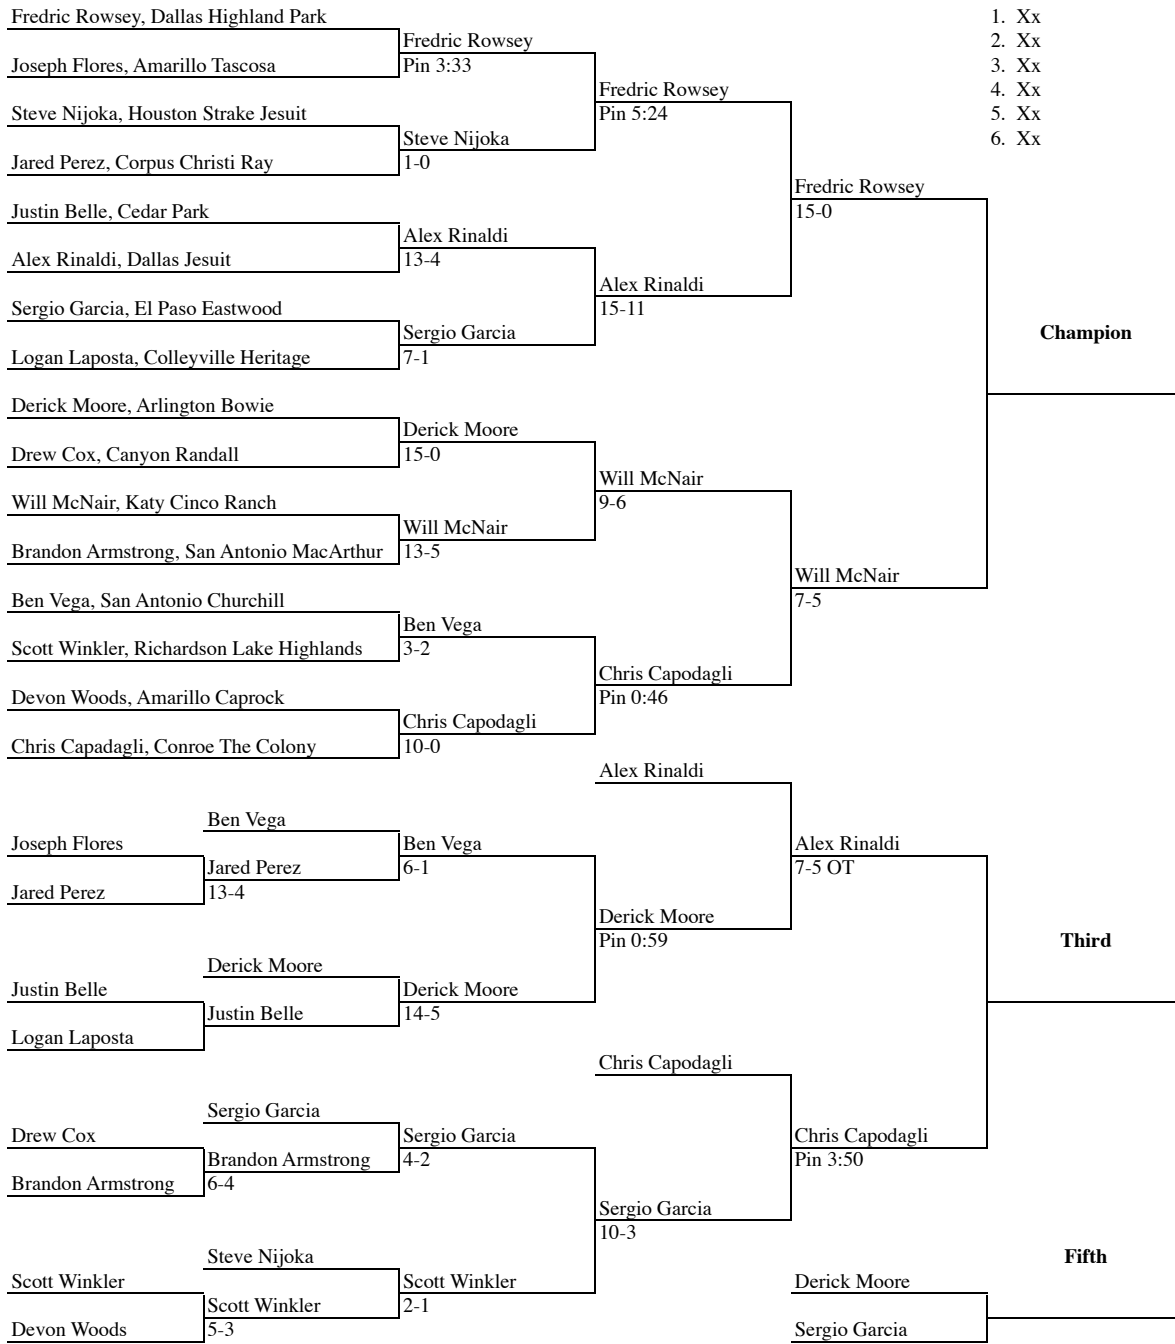 Fredric Rowsey, Dallas Highland Park
1. Xx
2. Xx
3. Xx
4. Xx
5. Xx
6. Xx
Fredric Rowsey
Joseph Flores, Amarillo Tascosa
Pin 3:33
Fredric Rowsey
Steve Nijoka, Houston Strake Jesuit
Pin 5:24
Steve Nijoka
Jared Perez, Corpus Christi Ray
1-0
Fredric Rowsey
Justin Belle, Cedar Park
15-0
Alex Rinaldi
Alex Rinaldi, Dallas Jesuit
13-4
Alex Rinaldi
Sergio Garcia, El Paso Eastwood
15-11
Sergio Garcia
Champion
Logan Laposta, Colleyville Heritage
7-1
Derick Moore, Arlington Bowie
Derick Moore
Drew Cox, Canyon Randall
15-0
Will McNair
Will McNair, Katy Cinco Ranch
9-6
Will McNair
Brandon Armstrong, San Antonio MacArthur
13-5
Will McNair
Ben Vega, San Antonio Churchill
7-5
Ben Vega
Scott Winkler, Richardson Lake Highlands
3-2
Chris Capodagli
Devon Woods, Amarillo Caprock
Pin 0:46
Chris Capodagli
Chris Capadagli, Conroe The Colony
10-0
Alex Rinaldi
Ben Vega
Joseph Flores
Ben Vega
Alex Rinaldi
Jared Perez
6-1
7-5 OT
Jared Perez
13-4
Derick Moore
Pin 0:59
Third
Derick Moore
Justin Belle
Derick Moore
Justin Belle
14-5
Logan Laposta
Chris Capodagli
Sergio Garcia
Drew Cox
Sergio Garcia
Chris Capodagli
Brandon Armstrong
4-2
Pin 3:50
Brandon Armstrong
6-4
Sergio Garcia
10-3
Steve Nijoka
Fifth
Scott Winkler
Scott Winkler
Derick Moore
Scott Winkler
2-1
Devon Woods
5-3
Sergio Garcia